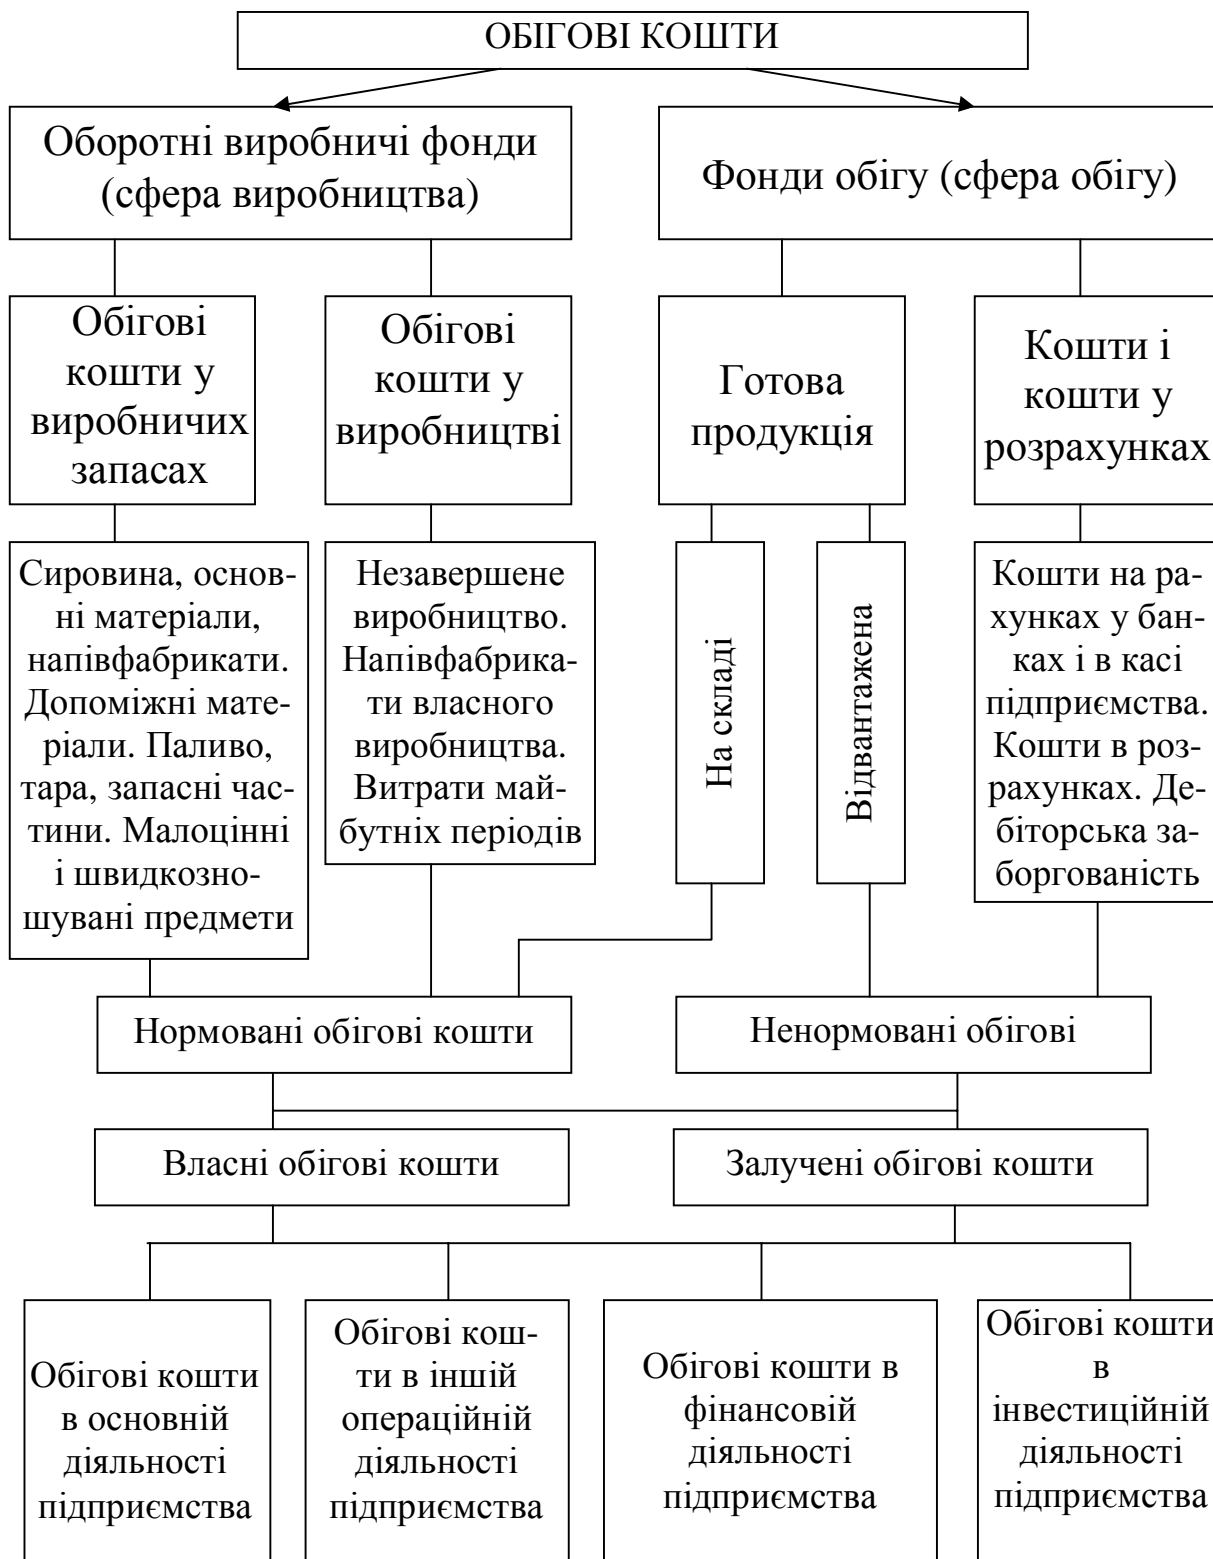 ОБІГОВІ КОШТИ
Оборотні виробничі фонди
(сфера виробництва)
Фонди обігу (сфера обігу)
Обігові
кошти у
виробничих
запасах
Обігові
кошти у
виробництві
Готова
продукція
Кошти і
кошти у
розрахунках
Сировина, основ-
ні матеріали,
напівфабрикати.
Допоміжні мате-
ріали. Паливо,
тара, запасні час-
тини. Малоцінні
і швидкозно-
шувані предмети
Незавершене
виробництво.
Напівфабрика-
ти власного
виробництва.
Витрати май-
бутніх періодів
На складі
Відвантажена
Кошти на ра-
хунках у бан-
ках і в касі
підприємства.
Кошти в роз-
рахунках. Де-
біторська за-
боргованість
Нормовані обігові кошти
Ненормовані обігові
Власні обігові кошти
Залучені обігові кошти
Обігові кошти
в основній
діяльності
підприємства
Обігові кош-
ти в іншій
операційній
діяльності
підприємства
Обігові кошти в
фінансовій
діяльності
підприємства
Обігові кошти
в
інвестиційній
діяльності
підприємства